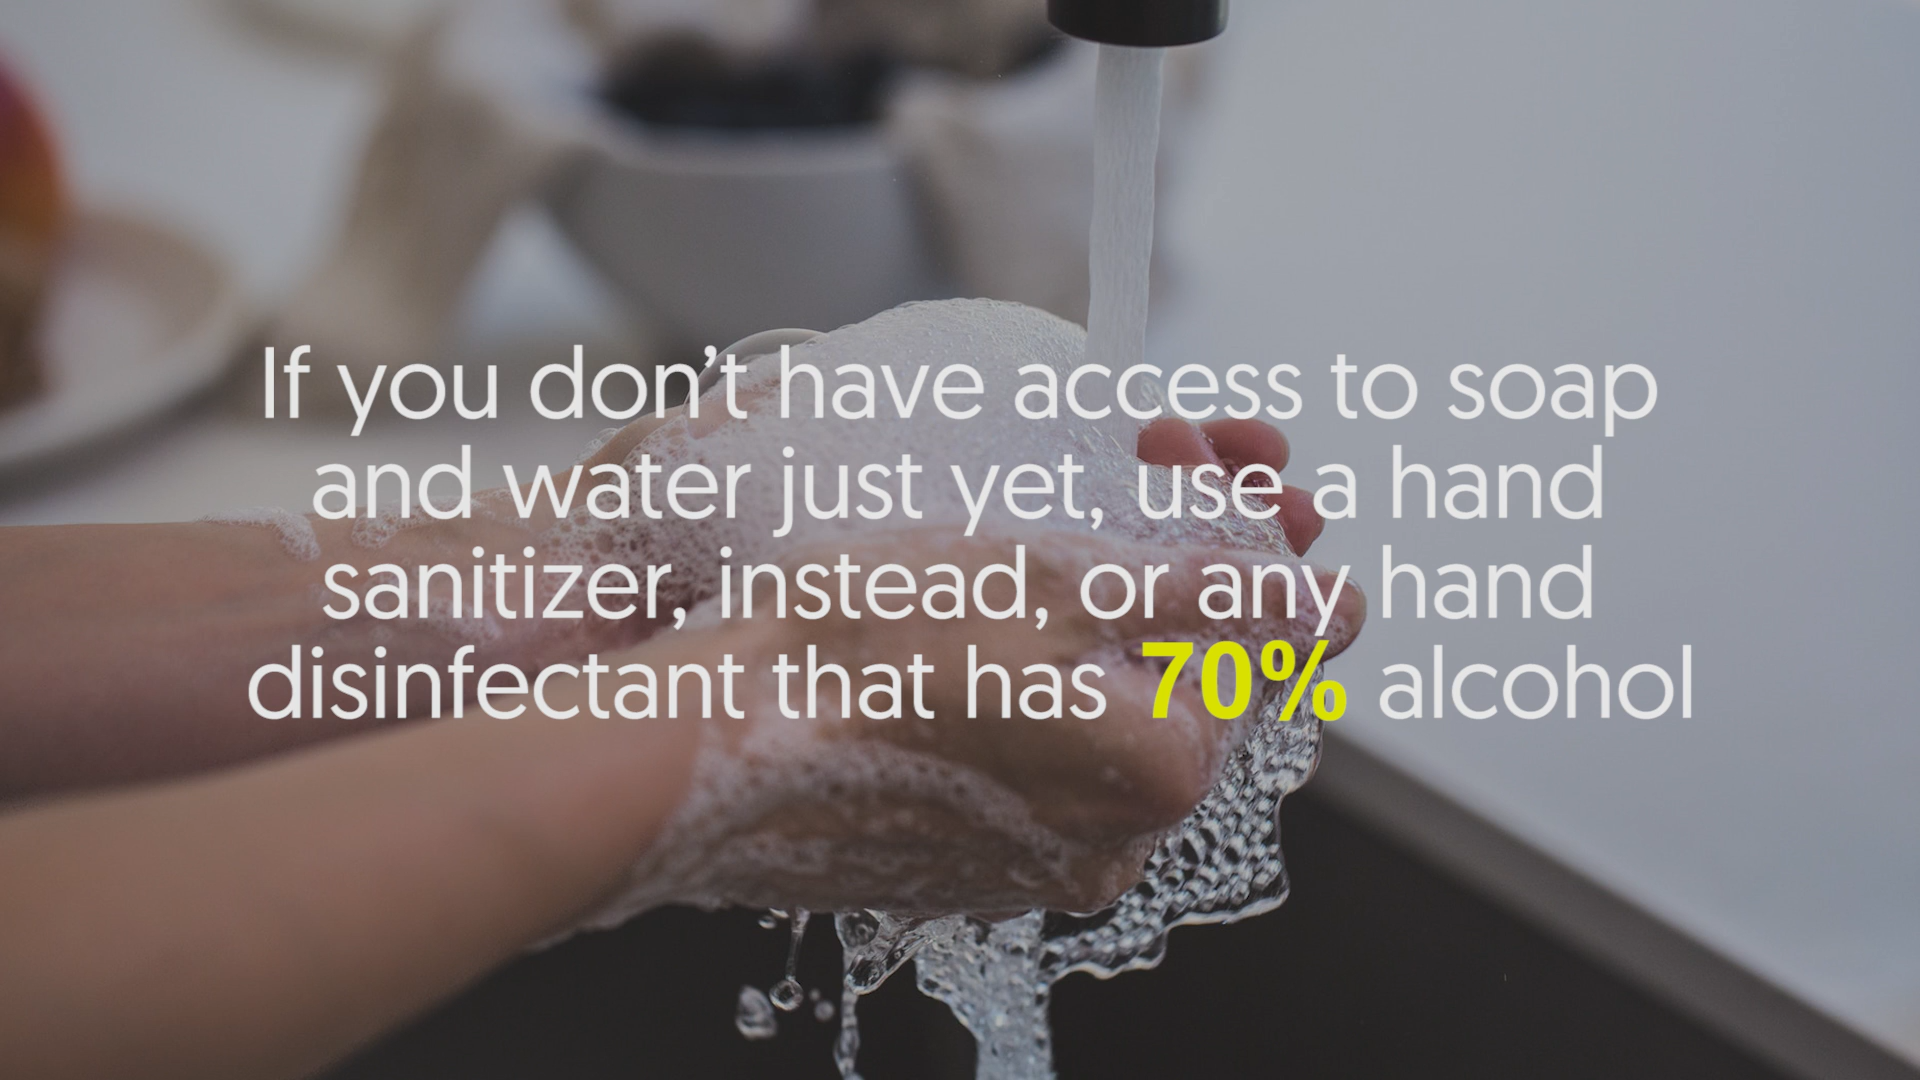 If you don’t have access to soap
and water just yet, use a hand
sanitizer, instead, or any hand
disinfectant that has 70% alcohol